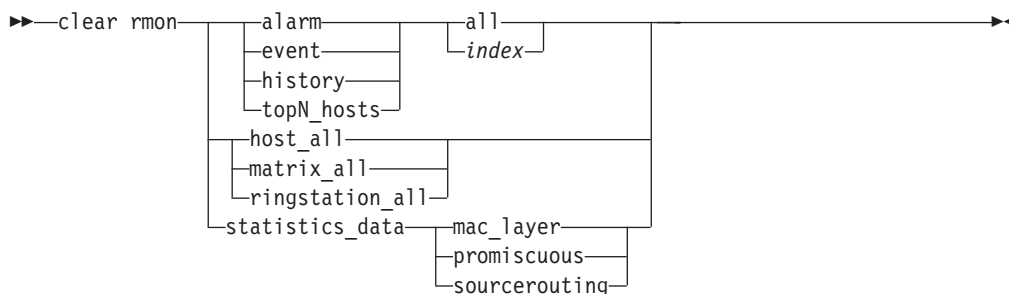 clear rmon alarm all
event index
history
topN_hosts
host_all
matrix_all
ringstation_all
statistics_data mac_layer
promiscuous
sourcerouting